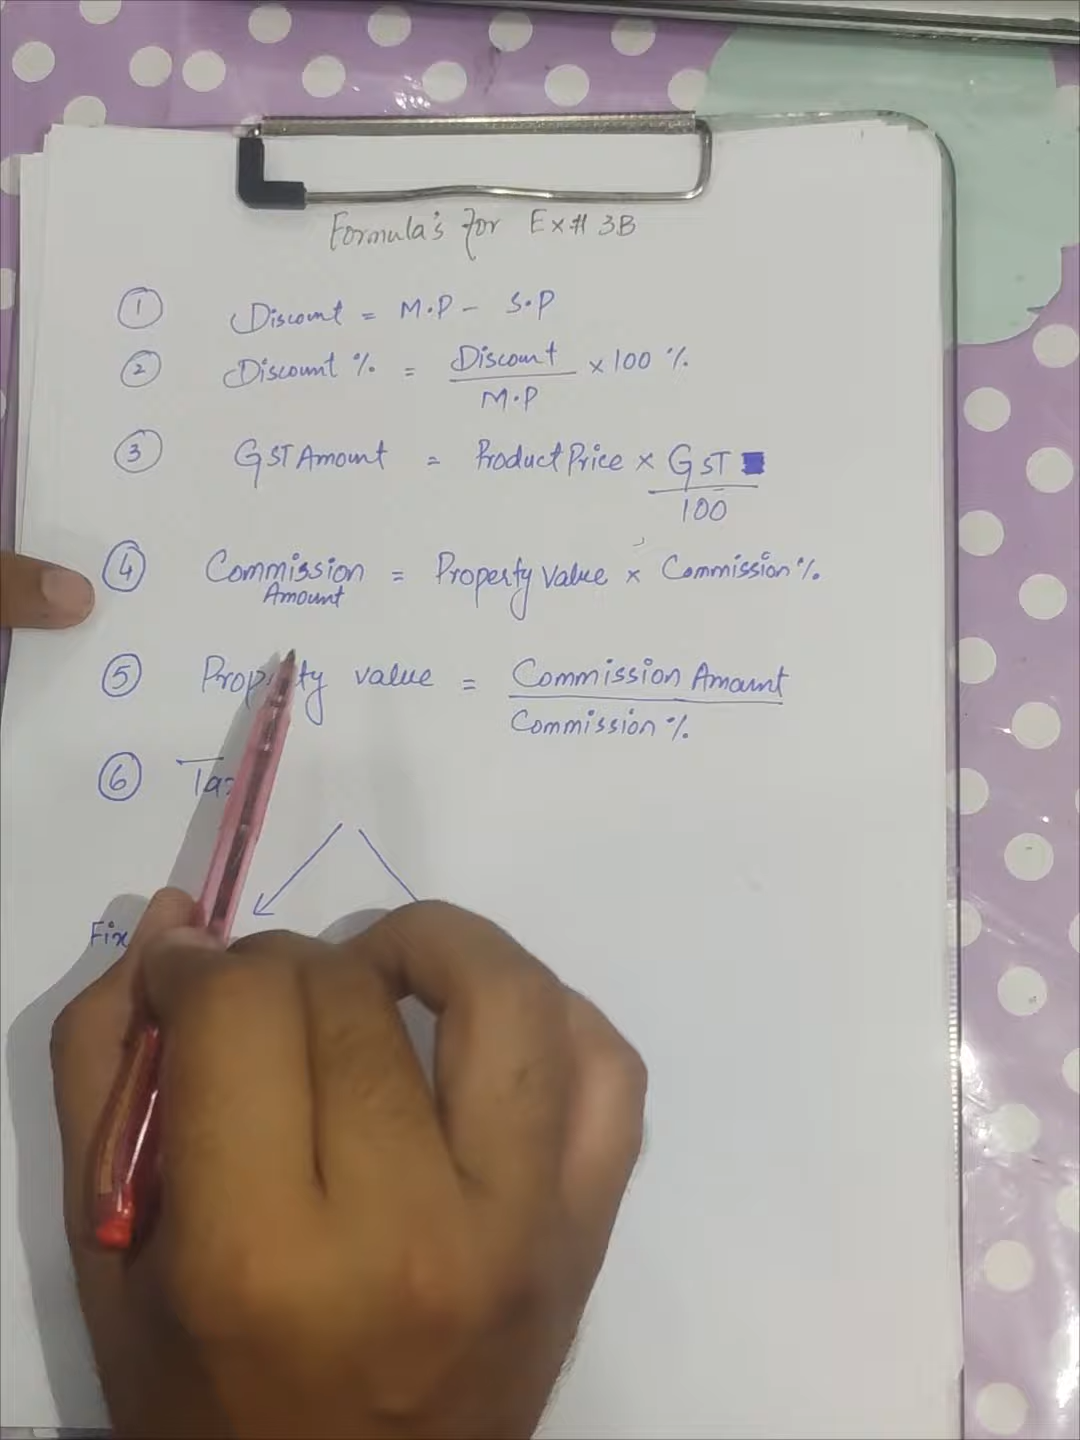 Formula's for Ex# 3B
① Discount = M.P - S.P
② Discount % = Discount / M.P × 100 %
③ GST Amount = Product Price × GST / 100
④ Commission Amount = Property Value × Commission %
⑤ Property value = Commission Amount / Commission %
⑥